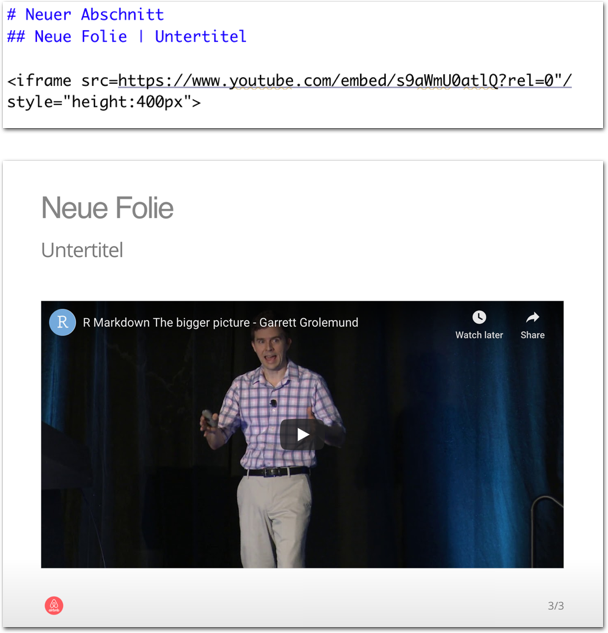 # Neuer Abschnitt
## Neue Folie | Untertitel
<iframe src=https://www.youtube.com/embed/s9aWmU0atlQ?rel=0"/
style="height:400px">
Neue Folie
Untertitel
R
R Markdown The bigger picture - Garrett Grolemund
Watch later
Share
3/3